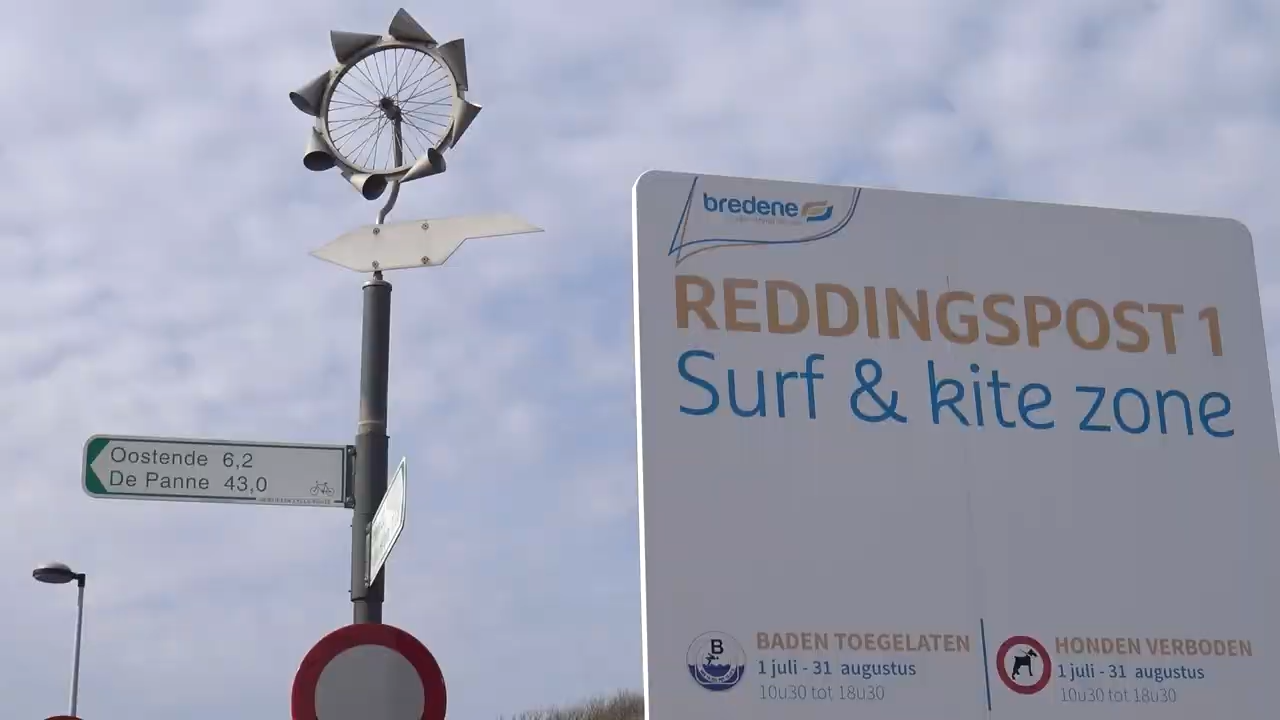 Oostende 6,2
De Panne 43,0
bredene
REDDINGSPOST 1
Surf & kite zone
B
BADEN TOEGELATEN
1 juli - 31 augustus
10u30 tot 18u30
HONDEN VERBODEN
1 juli - 31 augustus
10u30 tot 18u30